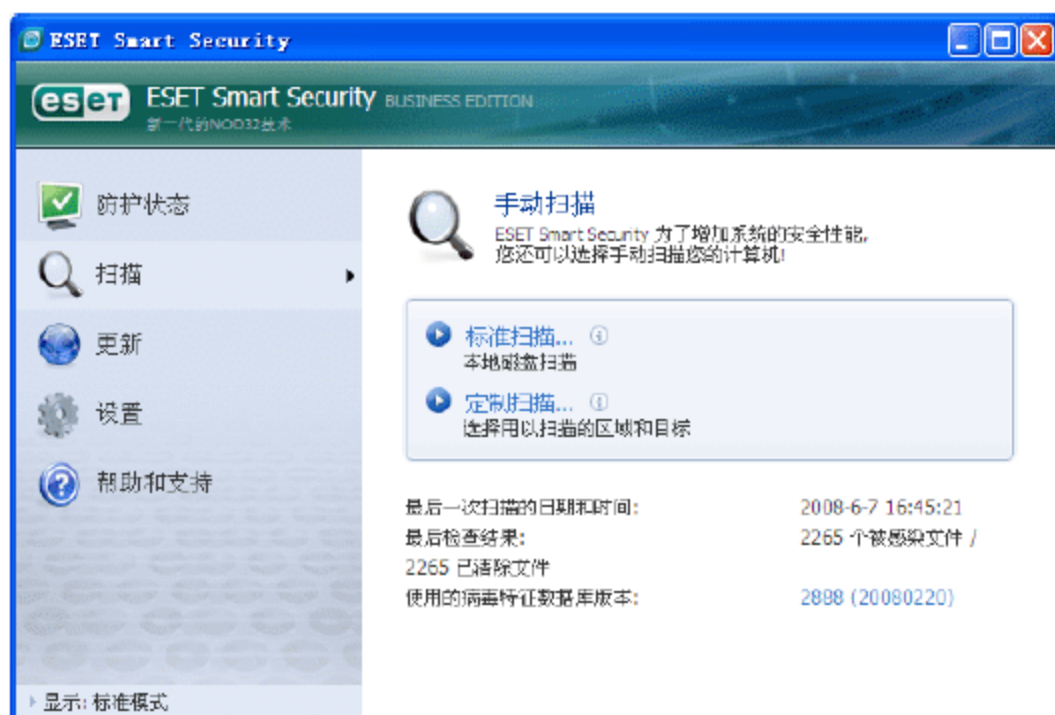 ESET Smart Security
eset ESET Smart Security BUSINESS EDITION
新一代的NOD32技术
防护状态
扫描
更新
设置
帮助和支持
显示: 标准模式
手动扫描
ESET Smart Security 为了增加系统的安全性能,
您还可以选择手动扫描您的计算机!
标准扫描...
本地磁盘扫描
定制扫描...
选择用以扫描的区域和目标
最后一次扫描的日期和时间: 2008-6-7 16:45:21
最后检查结果: 2265 个被感染文件 /
2265 已清除文件
使用的病毒特征数据库版本: 2888 (20080220)